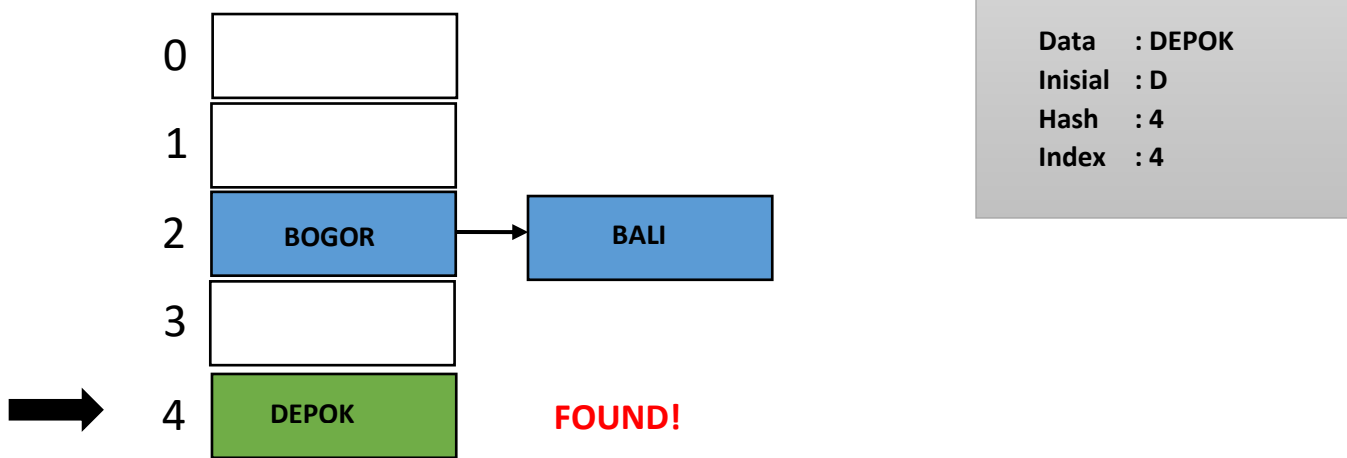 0
1
2 BOGOR BALI
3
4 DEPOK FOUND!
Data : DEPOK
Inisial : D
Hash : 4
Index : 4